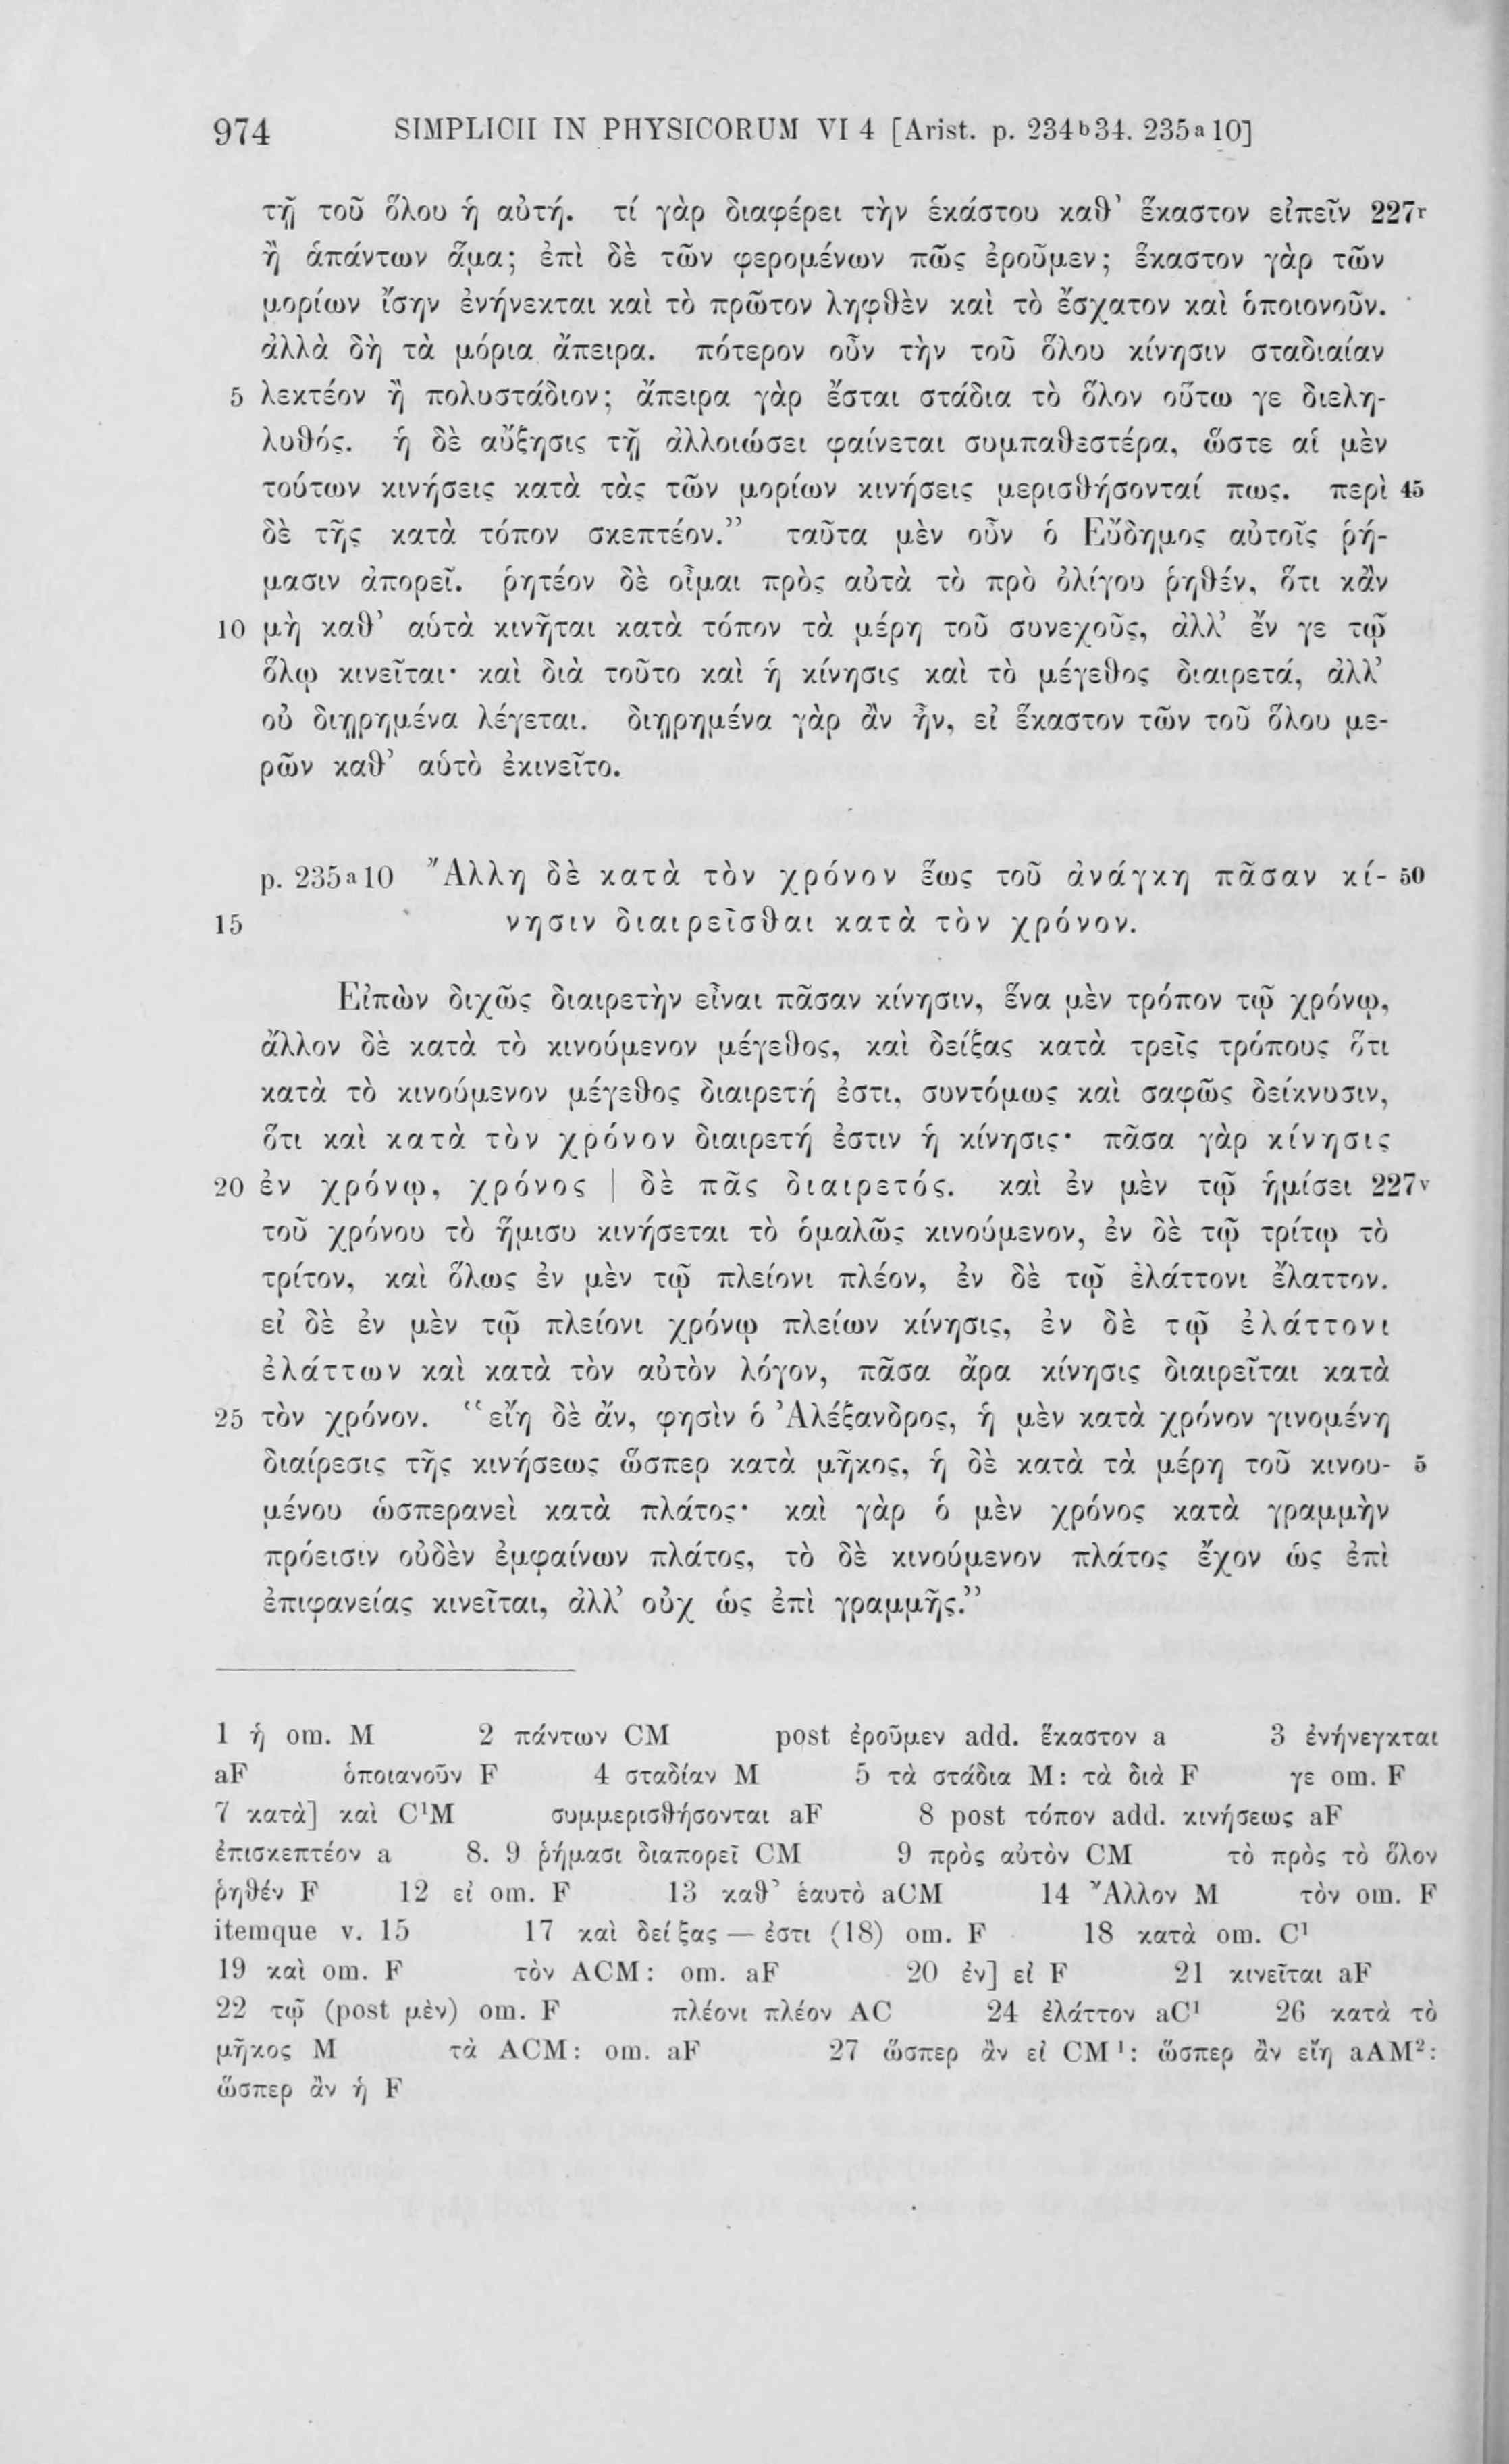 974 SIMPLICII IN PHYSICORUM VI 4 [Arist. p. 234ᵇ34. 235ᵃ10]
τῇ τοῦ ὅλου ἡ αὐτή. τί γὰρ διαφέρει τὴν ἑκάστου καθ’ ἕκαστον εἰπεῖν 227ʳ
ἢ ἁπάντων ἅμα; ἐπὶ δὲ τῶν φερομένων πῶς ἐροῦμεν; ἕκαστον γὰρ τῶν
μορίων ἴσην ἐνήνεκται καὶ τὸ πρῶτον ληφθὲν καὶ τὸ ἔσχατον καὶ ὁποιονοῦν.
ἀλλὰ δὴ τὰ μόρια ἄπειρα. πότερον οὖν τὴν τοῦ ὅλου κίνησιν σταδιαίαν
5 λεκτέον ἢ πολυστάδιον; ἄπειρα γὰρ ἔσται στάδια τὸ ὅλον οὕτω γε διελη-
λυθός. ἡ δὲ αὔξησις τῇ ἀλλοιώσει φαίνεται συμπαθεστέρα, ὥστε αἱ μὲν
τούτων κινήσεις κατὰ τὰς τῶν μορίων κινήσεις μερισθήσονταί πως. περὶ 45
δὲ τῆς κατὰ τόπον σκεπτέον.” ταῦτα μὲν οὖν ὁ Εὔδημος αὐτοῖς ῥή-
μασιν ἀπορεῖ. ῥητέον δὲ οἶμαι πρὸς αὐτὰ τὸ πρὸ ὀλίγου ῥηθέν, ὅτι κἂν
10 μὴ καθ’ αὑτὰ κινῆται κατὰ τόπον τὰ μέρη τοῦ συνεχοῦς, ἀλλ’ ἔν γε τῷ
ὅλῳ κινεῖται· καὶ διὰ τοῦτο καὶ ἡ κίνησις καὶ τὸ μέγεθος διαιρετά, ἀλλ’
οὐ διῃρημένα λέγεται. διῃρημένα γὰρ ἂν ἦν, εἰ ἕκαστον τῶν τοῦ ὅλου με-
ρῶν καθ’ αὑτὸ ἐκινεῖτο.
p. 235ᵃ10 Ἄλλη δὲ κατὰ τὸν χρόνον ἕως τοῦ ἀνάγκη πᾶσαν κί- 50
15 νησιν διαιρεῖσθαι κατὰ τὸν χρόνον.
Εἰπὼν διχῶς διαιρετὴν εἶναι πᾶσαν κίνησιν, ἕνα μὲν τρόπον τῷ χρόνῳ,
ἄλλον δὲ κατὰ τὸ κινούμενον μέγεθος, καὶ δείξας κατὰ τρεῖς τρόπους ὅτι
κατὰ τὸ κινούμενον μέγεθος διαιρετή ἐστι, συντόμως καὶ σαφῶς δείκνυσιν,
ὅτι καὶ κατὰ τὸν χρόνον διαιρετή ἐστιν ἡ κίνησις· πᾶσα γὰρ κίνησις
20 ἐν χρόνῳ, χρόνος | δὲ πᾶς διαιρετός. καὶ ἐν μὲν τῷ ἡμίσει 227ᵛ
τοῦ χρόνου τὸ ἥμισυ κινήσεται τὸ ὁμαλῶς κινούμενον, ἐν δὲ τῷ τρίτῳ τὸ
τρίτον, καὶ ὅλως ἐν μὲν τῷ πλείονι πλέον, ἐν δὲ τῷ ἐλάττονι ἔλαττον.
εἰ δὲ ἐν μὲν τῷ πλείονι χρόνῳ πλείων κίνησις, ἐν δὲ τῷ ἐλάττονι
ἐλάττων καὶ κατὰ τὸν αὐτὸν λόγον, πᾶσα ἄρα κίνησις διαιρεῖται κατὰ
25 τὸν χρόνον. “εἴη δὲ ἄν, φησὶν ὁ Ἀλέξανδρος, ἡ μὲν κατὰ χρόνον γινομένη
διαίρεσις τῆς κινήσεως ὥσπερ κατὰ μῆκος, ἡ δὲ κατὰ τὰ μέρη τοῦ κινου- 5
μένου ὡσπερανεὶ κατὰ πλάτος· καὶ γὰρ ὁ μὲν χρόνος κατὰ γραμμὴν
πρόεισιν οὐδὲν ἐμφαίνων πλάτος, τὸ δὲ κινούμενον πλάτος ἔχον ὡς ἐπὶ
ἐπιφανείας κινεῖται, ἀλλ’ οὐχ ὡς ἐπὶ γραμμῆς.”
1 ἡ om. M 2 πάντων CM post ἐροῦμεν add. ἕκαστον a 3 ἐνήνεγκται
aF ὁποιανοῦν F 4 σταδίαν M 5 τὰ στάδια M: τὰ διὰ F γε om. F
7 κατὰ] καὶ C¹M συμμερισθήσονται aF 8 post τόπον add. κινήσεως aF
ἐπισκεπτέον a 8. 9 ῥήμασι διαπορεῖ CM 9 πρὸς αὐτὸν CM τὸ πρὸς τὸ ὅλον
ῥηθέν F 12 εἰ om. F 13 καθ’ ἑαυτὸ aCM 14 Ἄλλον M τὸν om. F
itemque v. 15 17 καὶ δείξας — ἐστι (18) om. F 18 κατὰ om. C¹
19 καὶ om. F τὸν ACM: om. aF 20 ἐν] εἰ F 21 κινεῖται aF
22 τῷ (post μὲν) om. F πλέονι πλέον AC 24 ἐλάττον aC¹ 26 κατὰ τὸ
μῆκος M τὰ ACM: om. aF 27 ὥσπερ ἂν εἰ CM¹: ὥσπερ ἂν εἴη aAM²:
ὥσπερ ἂν ἡ F